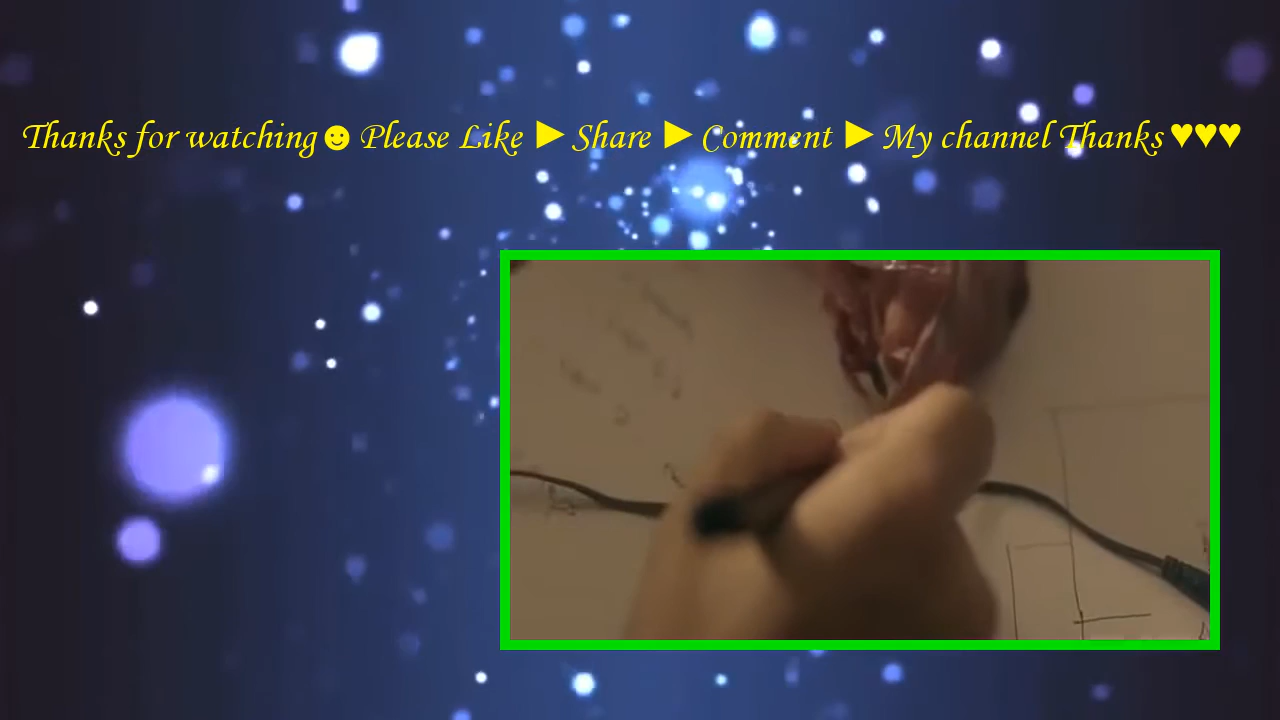 Thanks for watching☻Please Like ►Share ►Comment ►My channel Thanks♥♥♥